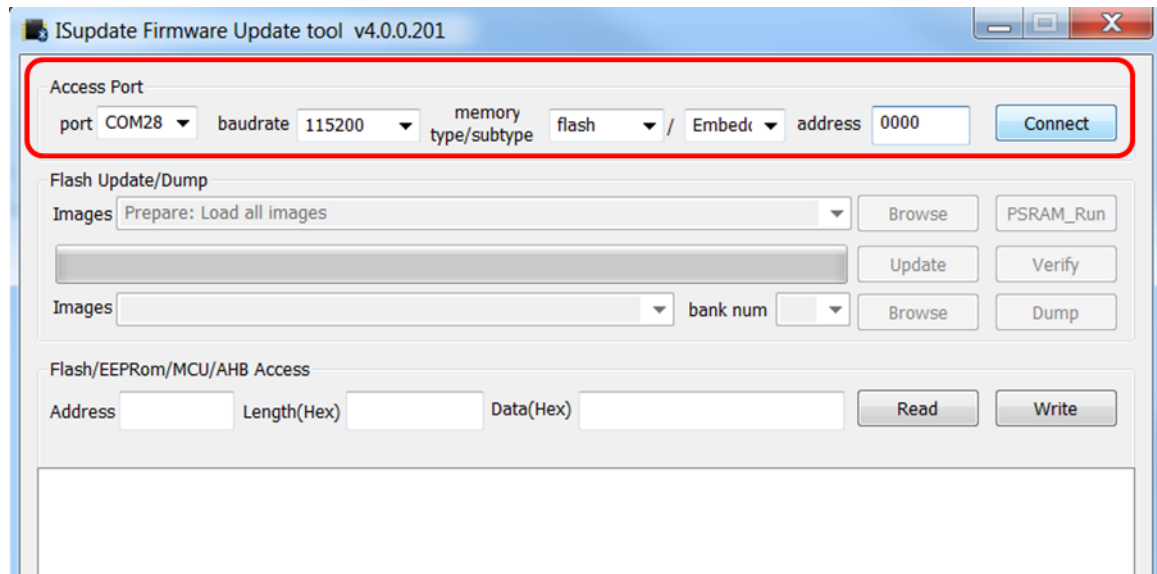 ISupdate Firmware Update tool v4.0.0.201
Access Port
port COM28 baudrate 115200 memory type/subtype flash / Embedc address 0000 Connect
Flash Update/Dump
Images Prepare: Load all images Browse PSRAM_Run
Update Verify
Images bank num Browse Dump
Flash/EEPRom/MCU/AHB Access
Address Length(Hex) Data(Hex) Read Write